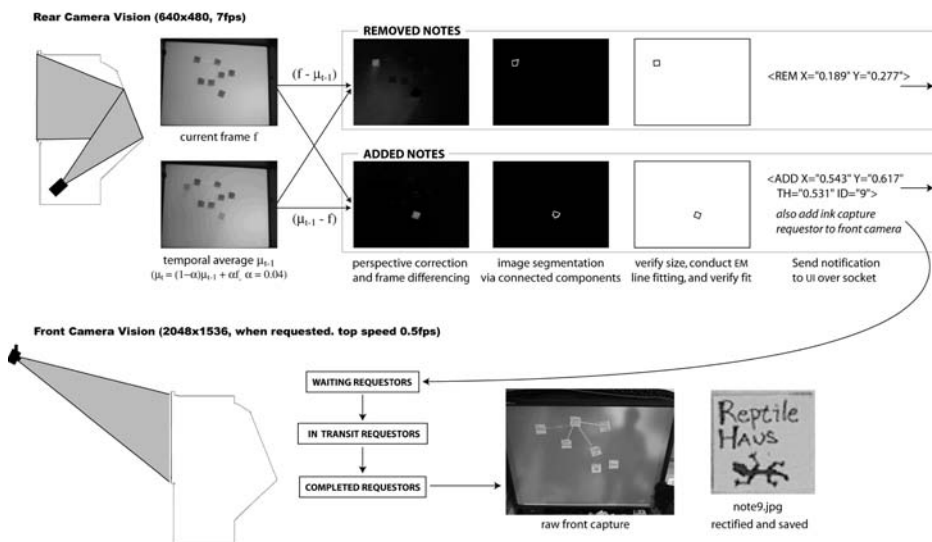 Rear Camera Vision (640x480, 7fps)
REMOVED NOTES
(f - μt-1)
<REM X="0.189" Y="0.277">
current frame f
ADDED NOTES
<ADD X="0.543" Y="0.617"
TH="0.531" ID="9">
also add ink capture
requestor to front camera
(μt-1 - f)
temporal average μt-1
(μt = (1-α)μt-1 + αf, α = 0.04)
perspective correction
and frame differencing
image segmentation
via connected components
verify size, conduct EM
line fitting, and verify fit
Send notification
to UI over socket
Front Camera Vision (2048x1536, when requested. top speed 0.5fps)
WAITING REQUESTORS
IN TRANSIT REQUESTORS
COMPLETED REQUESTORS
raw front capture
Reptile
HAUS
note9.jpg
rectified and saved